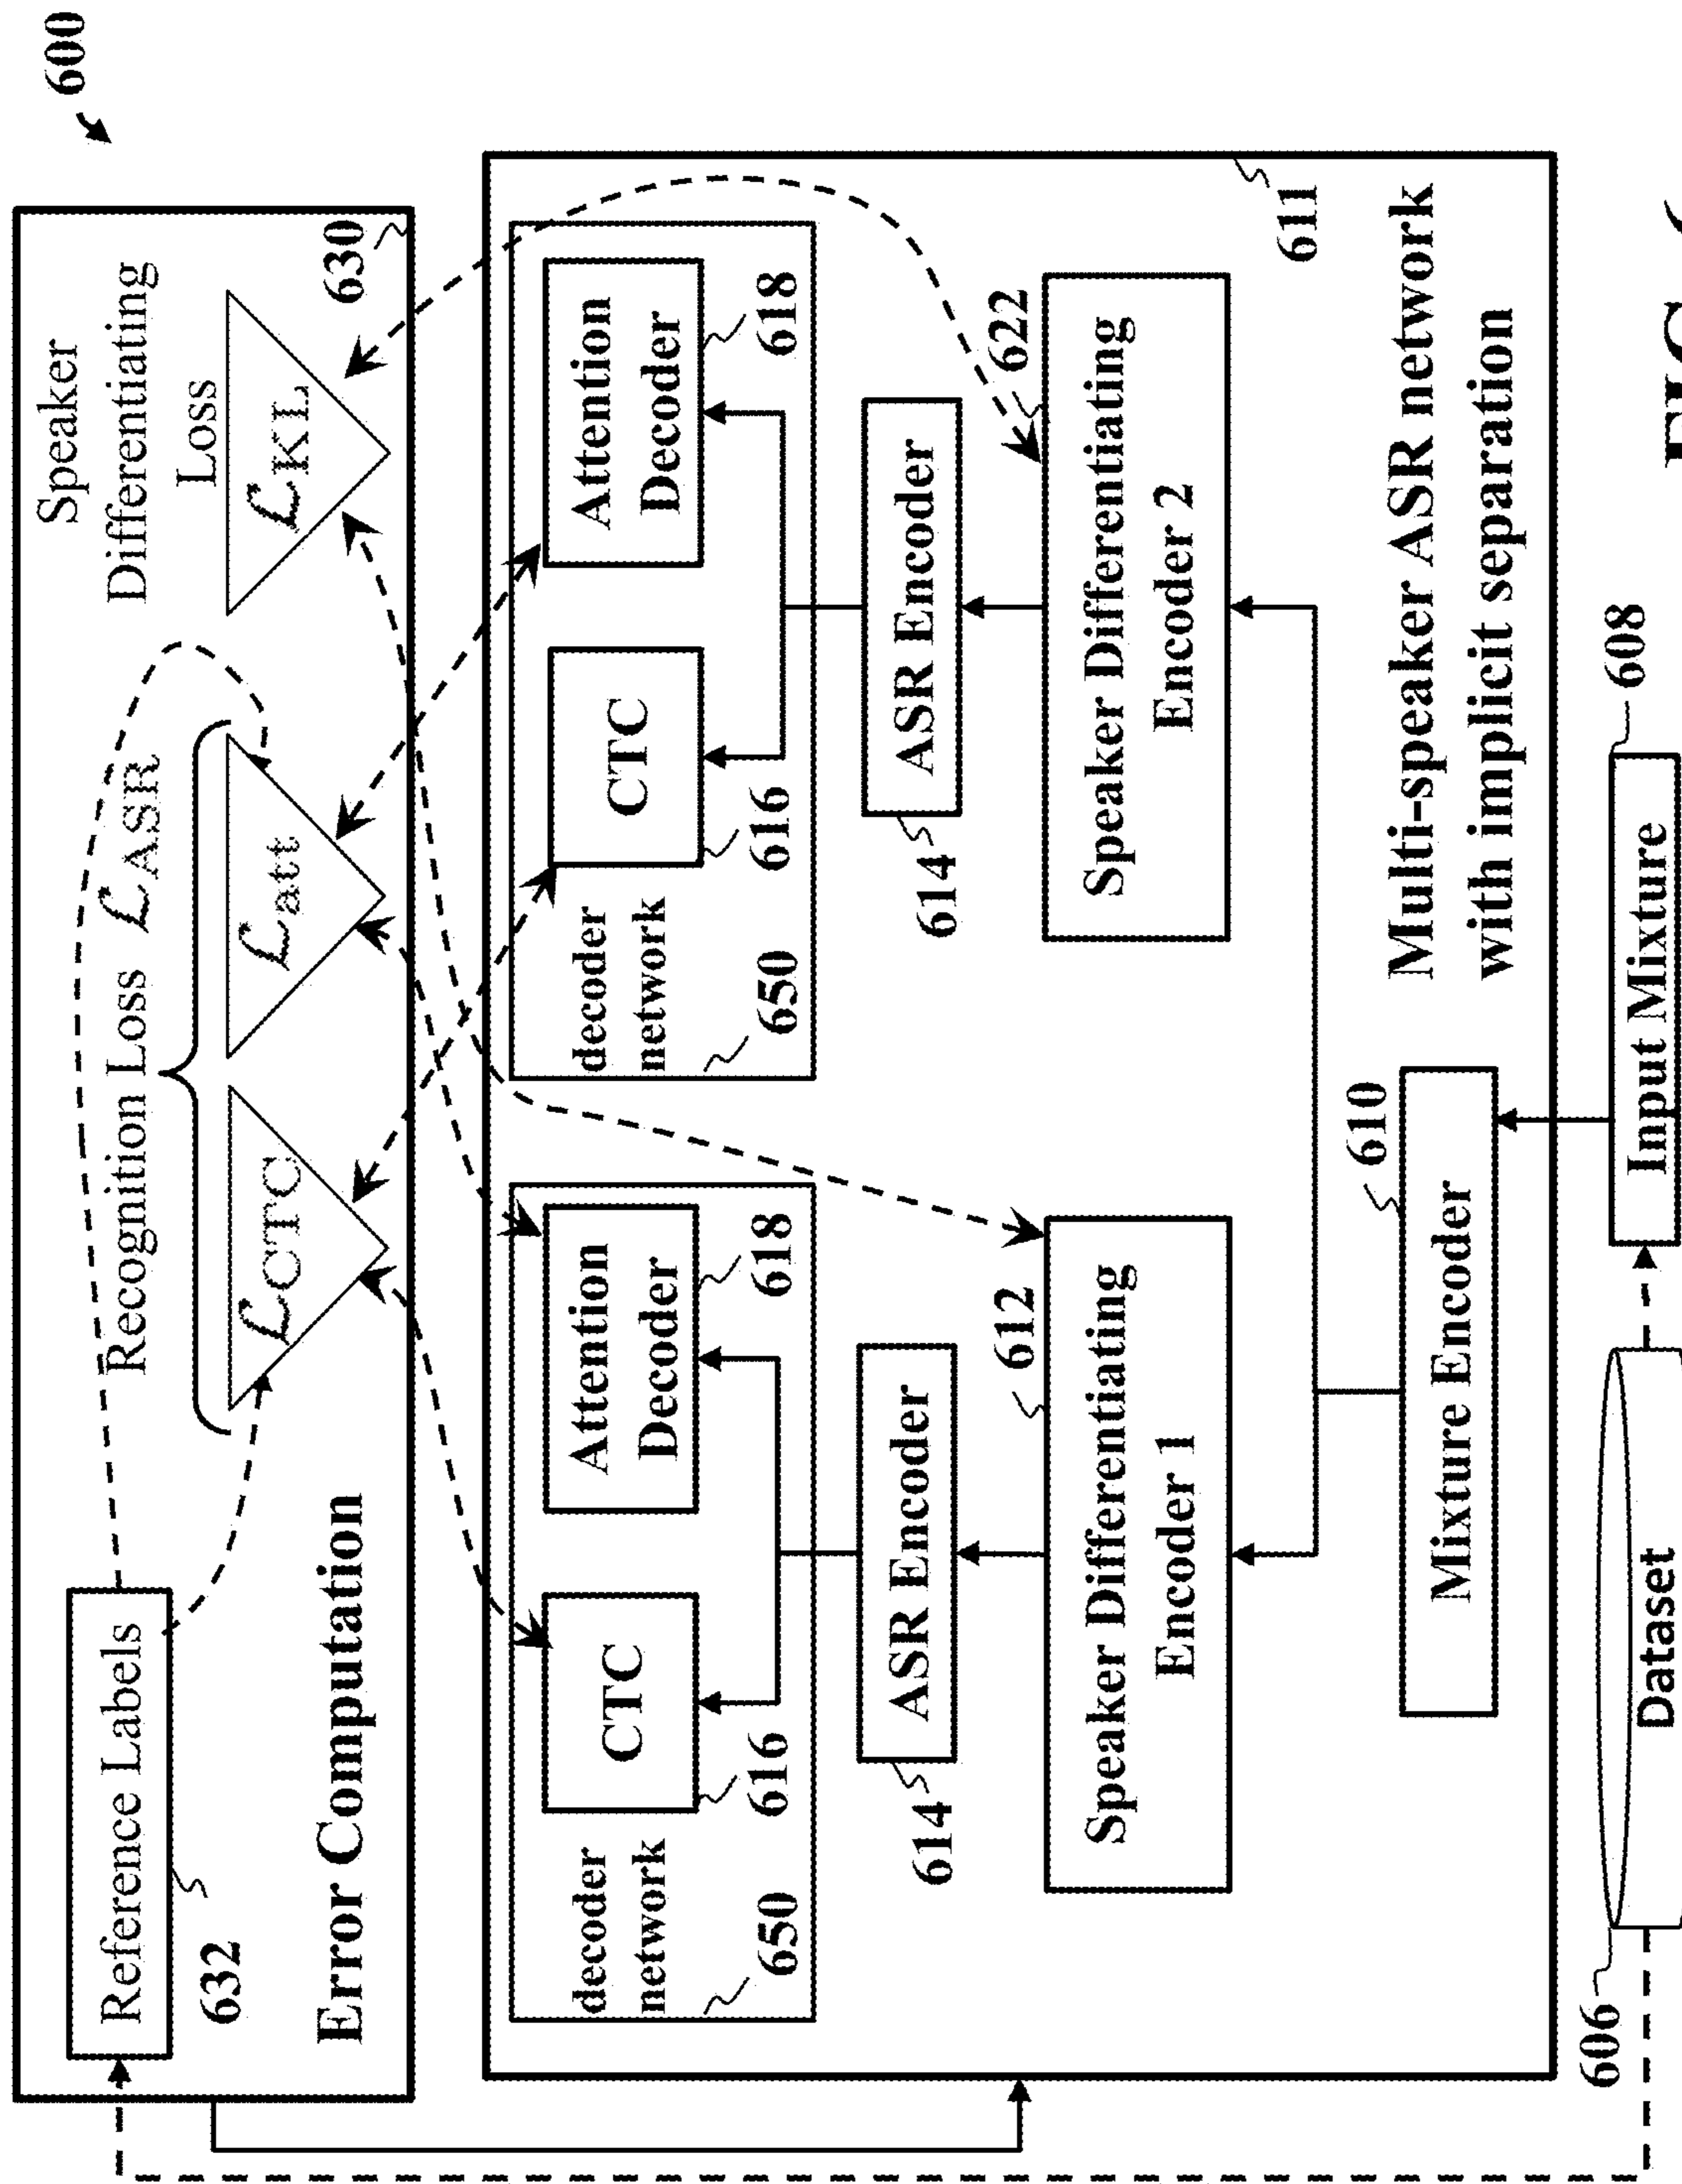 600
Reference Labels
632
Error Computation
Recognition Loss ℒASR
ℒCTC
ℒatt
Speaker
Differentiating
Loss
ℒKL
630
decoder
network
650
CTC
616
Attention
Decoder
618
decoder
network
650
CTC
616
Attention
Decoder
618
614
ASR Encoder
614
ASR Encoder
612
Speaker Differentiating
Encoder 1
622
Speaker Differentiating
Encoder 2
611
610
Mixture Encoder
Multi-speaker ASR network
with implicit separation
606
Dataset
Input Mixture
608